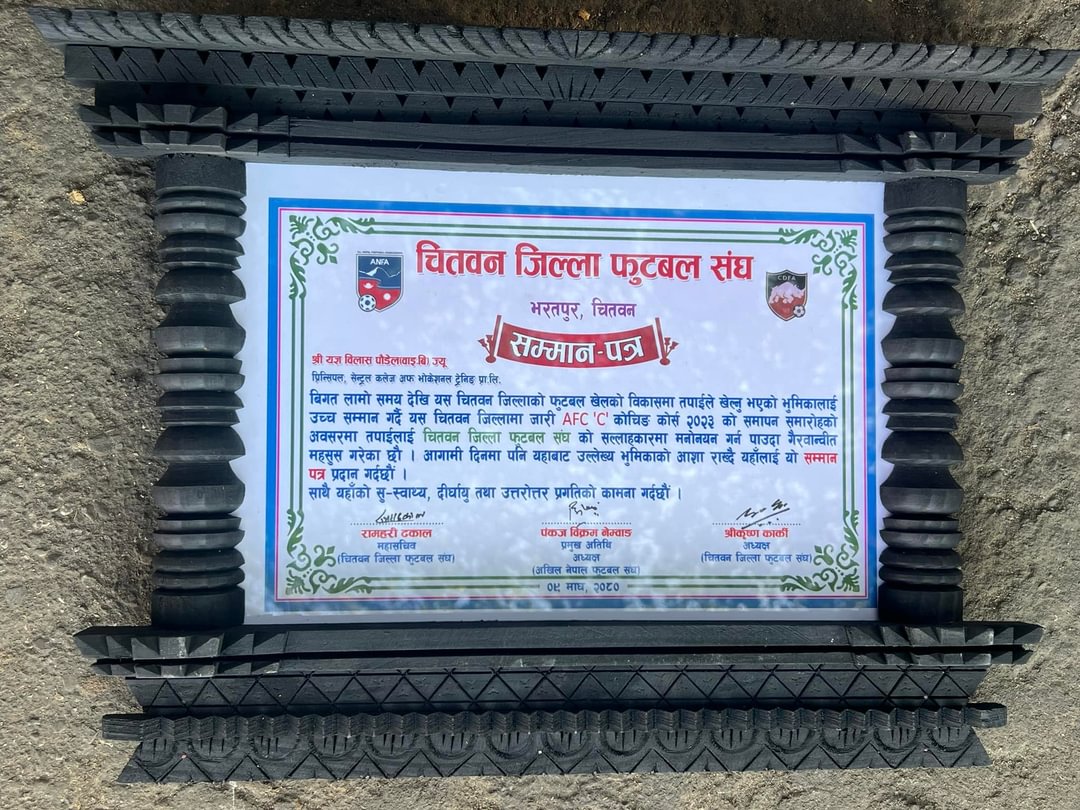 ANFA
चितवन जिल्ला फुटबल संघ
CDFA
भरतपुर, चितवन
सम्मान-पत्र
श्री यज्ञ विलास पौडेल(वाइ.बि) ज्यू
प्रिन्सिपल, सेन्ट्रल कलेज अफ भोकेशनल ट्रेनिङ प्रा.लि.
बिगत लामो समय देखि यस चितवन जिल्लाको फुटबल खेलको विकासमा तपाईले खेल्नु भएको भुमिकालाई
उच्च सम्मान गर्दै यस चितवन जिल्लामा जारी AFC 'C' कोचिङ कोर्स २०२३ को समापन समारोहको
अवसरमा तपाईलाई चितवन जिल्ला फुटबल संघ को सल्लाहकारमा मनोनयन गर्न पाउदा गैरवान्वीत
महसुस गरेका छौ । आगामी दिनमा पनि यहाबाट उल्लेख्य भुमिकाको आशा राख्दै यहाँलाई यो सम्मान
पत्र प्रदान गर्दछौं ।
साथै यहाँको सु-स्वाथ्य, दीर्घायु तथा उत्तरोत्तर प्रगतिको कामना गर्दछौं ।
रामहरी ढकाल
महासचिव
(चितवन जिल्ला फुटबल संघ)
पंकज विक्रम नेम्वाङ
प्रमुख अतिथि
अध्यक्ष
(अखिल नेपाल फुटबल संघ)
श्रीकृष्ण कार्की
अध्यक्ष
(चितवन जिल्ला फुटबल संघ)
०९ माघ, २०८०